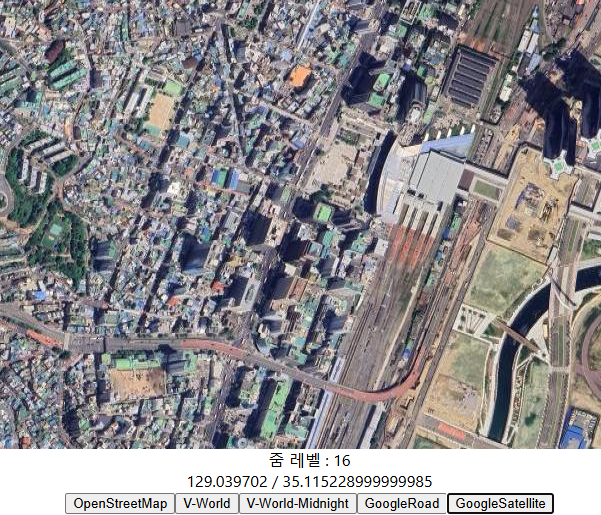 줌 레벨 : 16
129.039702 / 35.115228999999985
OpenStreetMap V-World V-World-Midnight GoogleRoad GoogleSatellite